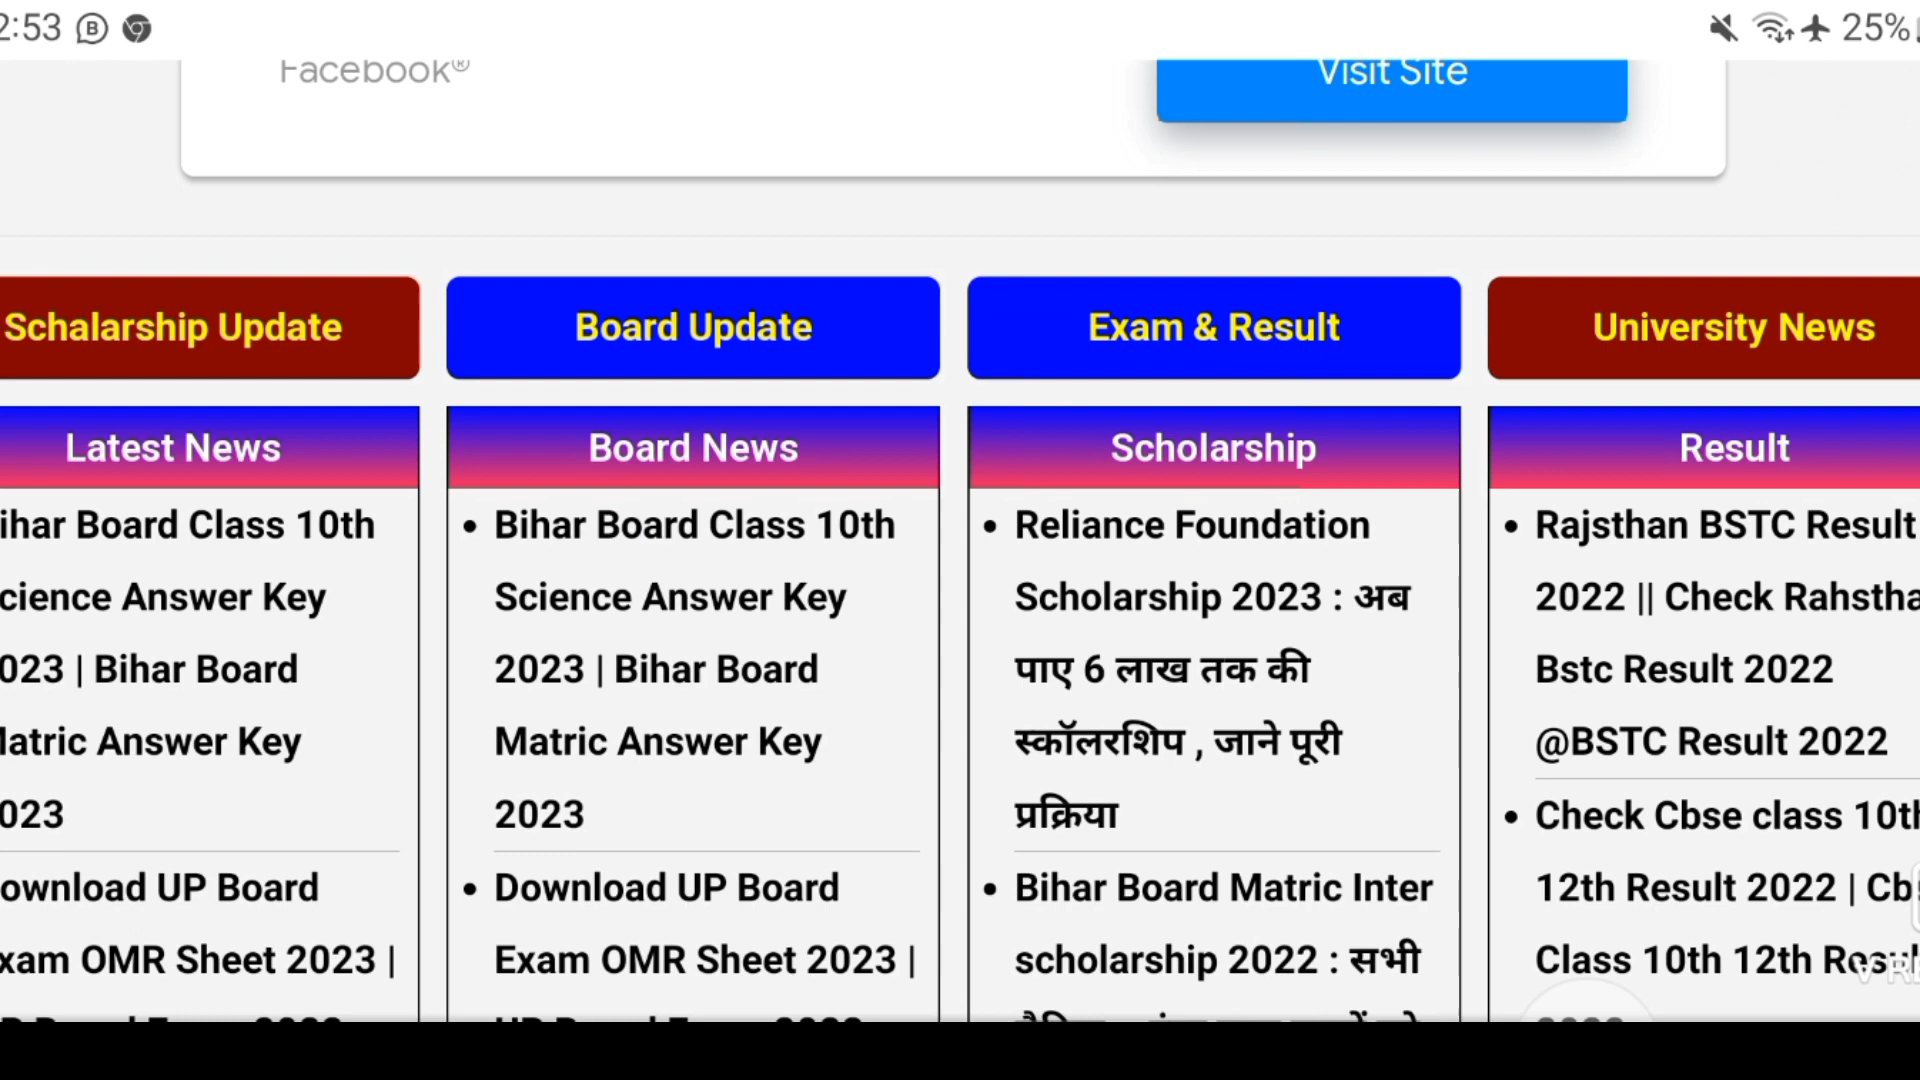 2:53 25%
Facebook®
Visit Site
Schalarship Update
Board Update
Exam & Result
University News
Latest News
ihar Board Class 10th
cience Answer Key
023 | Bihar Board
latric Answer Key
023
ownload UP Board
xam OMR Sheet 2023 |
Board News
Bihar Board Class 10th
Science Answer Key
2023 | Bihar Board
Matric Answer Key
2023
Download UP Board
Exam OMR Sheet 2023 |
Scholarship
Reliance Foundation
Scholarship 2023 : अब
पाए 6 लाख तक की
स्कॉलरशिप , जाने पूरी
प्रक्रिया
Bihar Board Matric Inter
scholarship 2022 : सभी
Result
Rajsthan BSTC Result
2022 || Check Rahstha
Bstc Result 2022
@BSTC Result 2022
Check Cbse class 10th
12th Result 2022 | Cb
Class 10th 12th Result